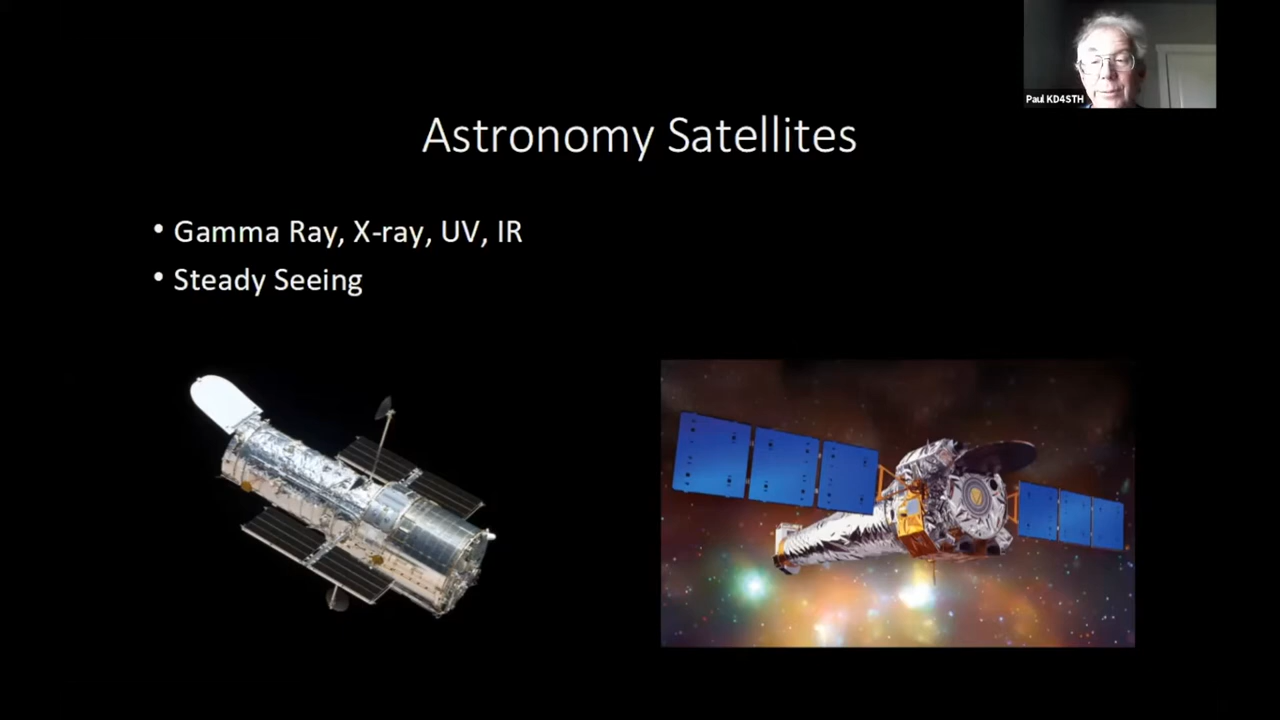 Paul KD4STH
Astronomy Satellites
• Gamma Ray, X-ray, UV, IR
• Steady Seeing